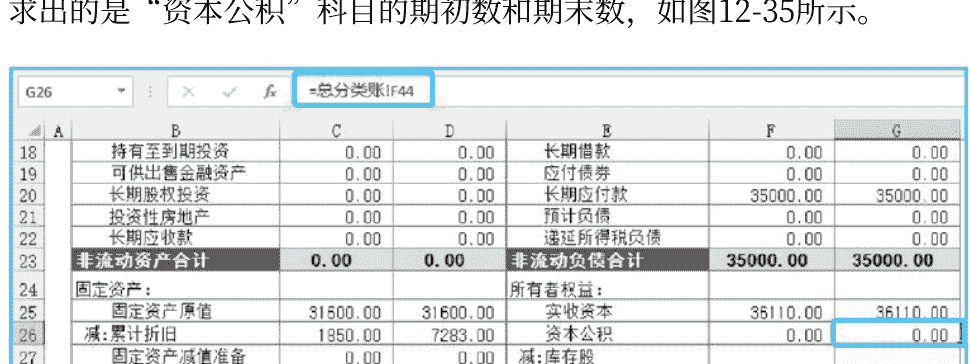 求出的是“资本公积”科目的期初数和期末数，如图12-35所示。
G26 fx =总分类账!F44
A B C D E F G
18 持有至到期投资 0.00 0.00 长期借款 0.00 0.00
19 可供出售金融资产 0.00 0.00 应付债券 0.00 0.00
20 长期股权投资 0.00 0.00 长期应付款 35000.00 35000.00
21 投资性房地产 0.00 0.00 预计负债 0.00 0.00
22 长期应收款 0.00 0.00 递延所得税负债 0.00 0.00
23 非流动资产合计 0.00 0.00 非流动负债合计 35000.00 35000.00
24 固定资产: 所有者权益:
25 固定资产原值 31600.00 31600.00 实收资本 36110.00 36110.00
26 减:累计折旧 1850.00 7283.00 资本公积 0.00 0.00
27 固定资产减值准备 0.00 0.00 减:库存股 0.00 0.00